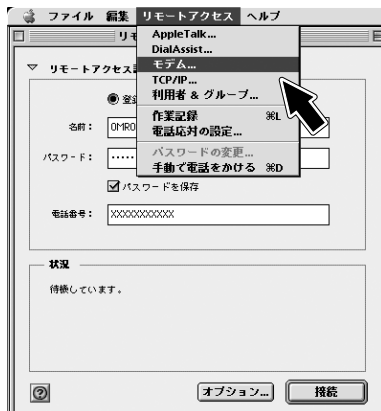 ファイル 編集 リモートアクセス ヘルプ
リモ
AppleTalk...
DialAssist...
モデム...
TCP/IP...
利用者 & グループ...
作業記録 ⌘L
電話応対の設定...
パスワードの変更...
手動で電話をかける ⌘D
リモートアクセス
名前： OMRO
パスワード： •••••
パスワードを保存
電話番号： XXXXXXXXXXX
状況
待機しています。
? オプション... 接続